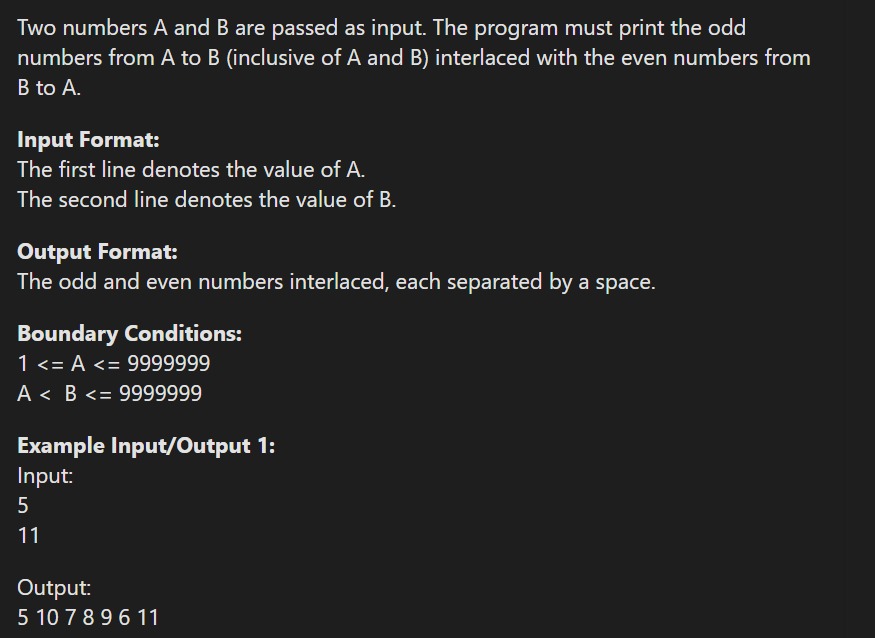 Two numbers A and B are passed as input. The program must print the odd
numbers from A to B (inclusive of A and B) interlaced with the even numbers from
B to A.
Input Format:
The first line denotes the value of A.
The second line denotes the value of B.
Output Format:
The odd and even numbers interlaced, each separated by a space.
Boundary Conditions:
1 <= A <= 9999999
A < B <= 9999999
Example Input/Output 1:
Input:
5
11
Output:
5 10 7 8 9 6 11